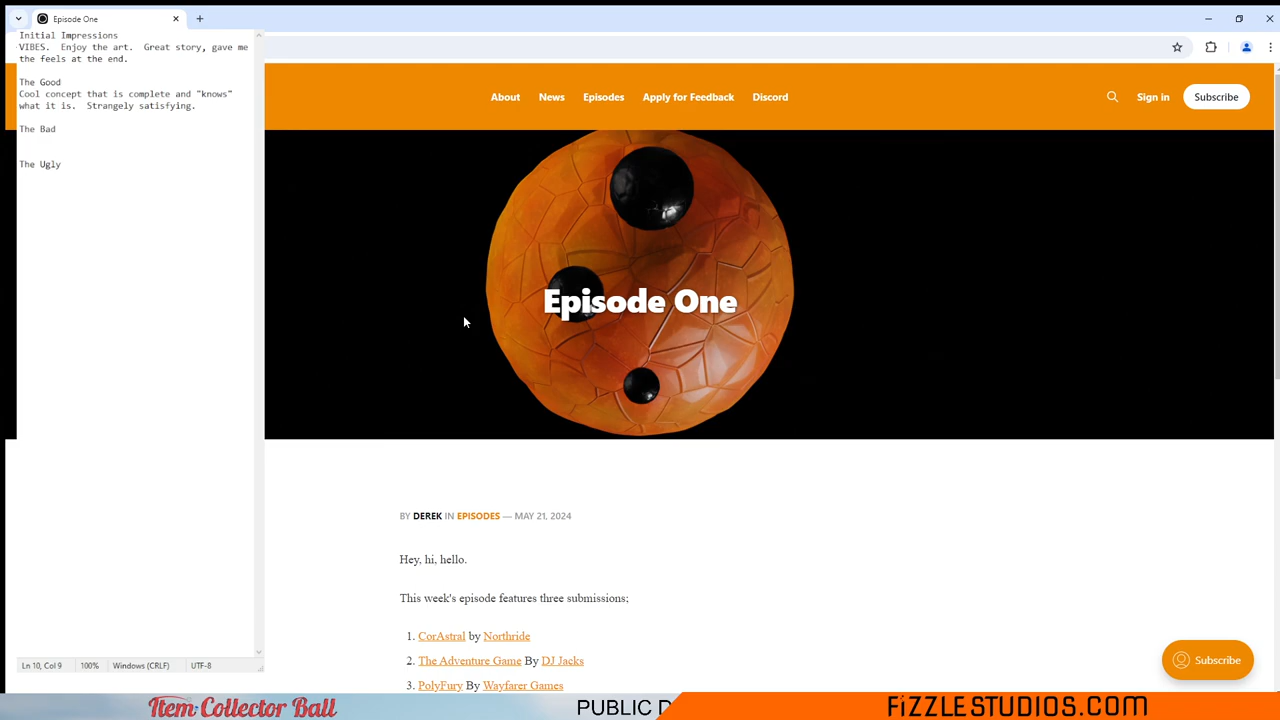 Episode One
Initial Impressions
VIBES.  Enjoy the art.  Great story, gave me
the feels at the end.
The Good
Cool concept that is complete and "knows"
what it is.  Strangely satisfying.
The Bad
The Ugly
Ln 10, Col 9 100% Windows (CRLF) UTF-8
About News Episodes Apply for Feedback Discord Sign in Subscribe
Episode One
BY DEREK IN EPISODES — MAY 21, 2024
Hey, hi, hello.
This week's episode features three submissions;
1. CorAstral by Northride
2. The Adventure Game By DJ Jacks
3. PolyFury By Wayfarer Games
Subscribe
Item Collector Ball PUBLIC D FiZZLESTUDIOS.COM